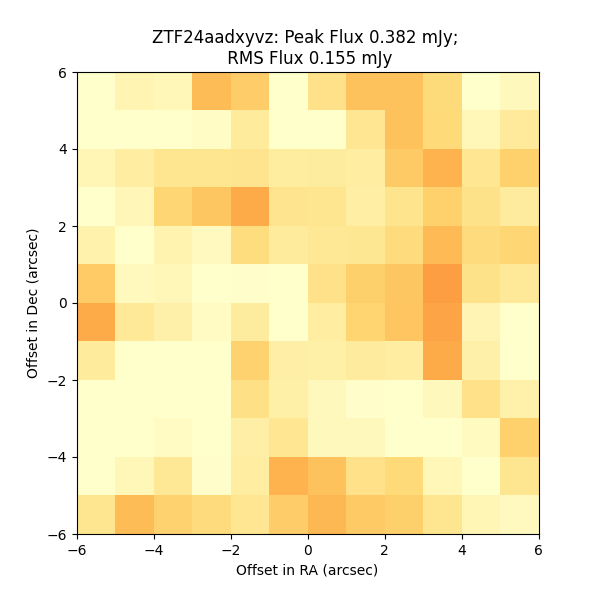 ZTF24aadxyvz: Peak Flux 0.382 mJy;
RMS Flux 0.155 mJy
6
4
2
0
−2
−4
−6
Offset in Dec (arcsec)
−6 −4 −2 0 2 4 6
Offset in RA (arcsec)